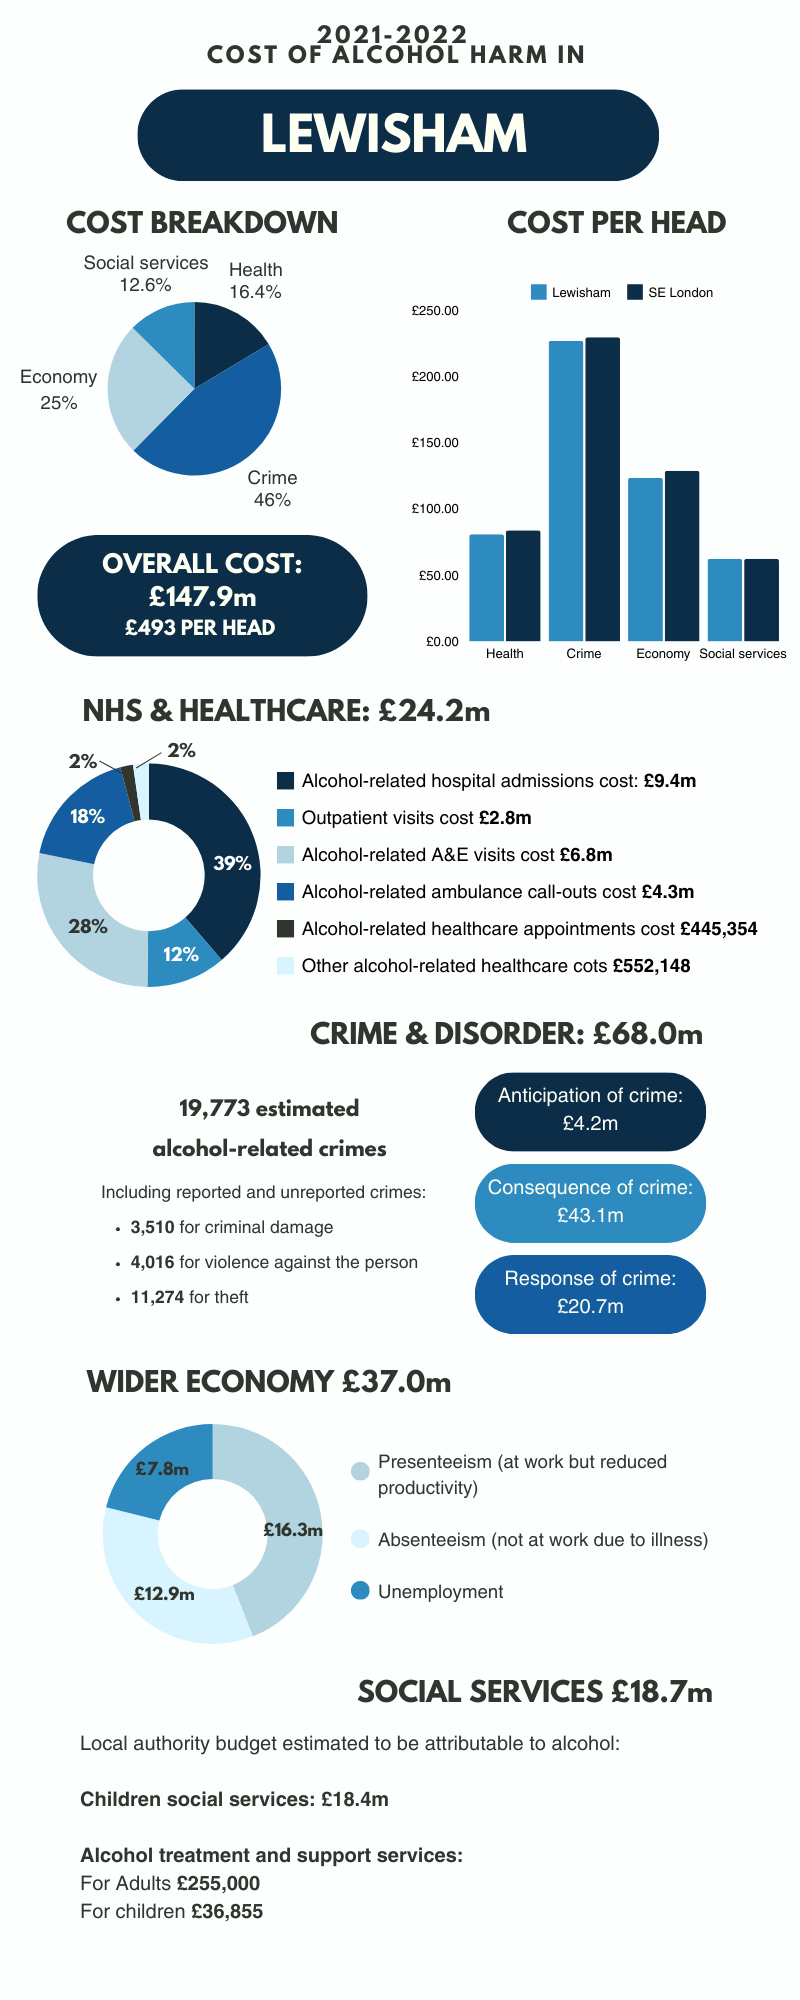 2021-2022
COST OF ALCOHOL HARM IN
LEWISHAM
COST BREAKDOWN
Social services
12.6%
Health
16.4%
Economy
25%
Crime
46%
OVERALL COST:
£147.9m
£493 PER HEAD
COST PER HEAD
Lewisham
SE London
£250.00
£200.00
£150.00
£100.00
£50.00
£0.00
Health
Crime
Economy
Social services
NHS & HEALTHCARE: £24.2m
2%
2%
18%
39%
28%
12%
Alcohol-related hospital admissions cost: £9.4m
Outpatient visits cost £2.8m
Alcohol-related A&E visits cost £6.8m
Alcohol-related ambulance call-outs cost £4.3m
Alcohol-related healthcare appointments cost £445,354
Other alcohol-related healthcare cots £552,148
CRIME & DISORDER: £68.0m
19,773 estimated
alcohol-related crimes
Including reported and unreported crimes:
• 3,510 for criminal damage
• 4,016 for violence against the person
• 11,274 for theft
Anticipation of crime:
£4.2m
Consequence of crime:
£43.1m
Response of crime:
£20.7m
WIDER ECONOMY £37.0m
£7.8m
£16.3m
£12.9m
Presenteeism (at work but reduced
productivity)
Absenteeism (not at work due to illness)
Unemployment
SOCIAL SERVICES £18.7m
Local authority budget estimated to be attributable to alcohol:
Children social services: £18.4m
Alcohol treatment and support services:
For Adults £255,000
For children £36,855